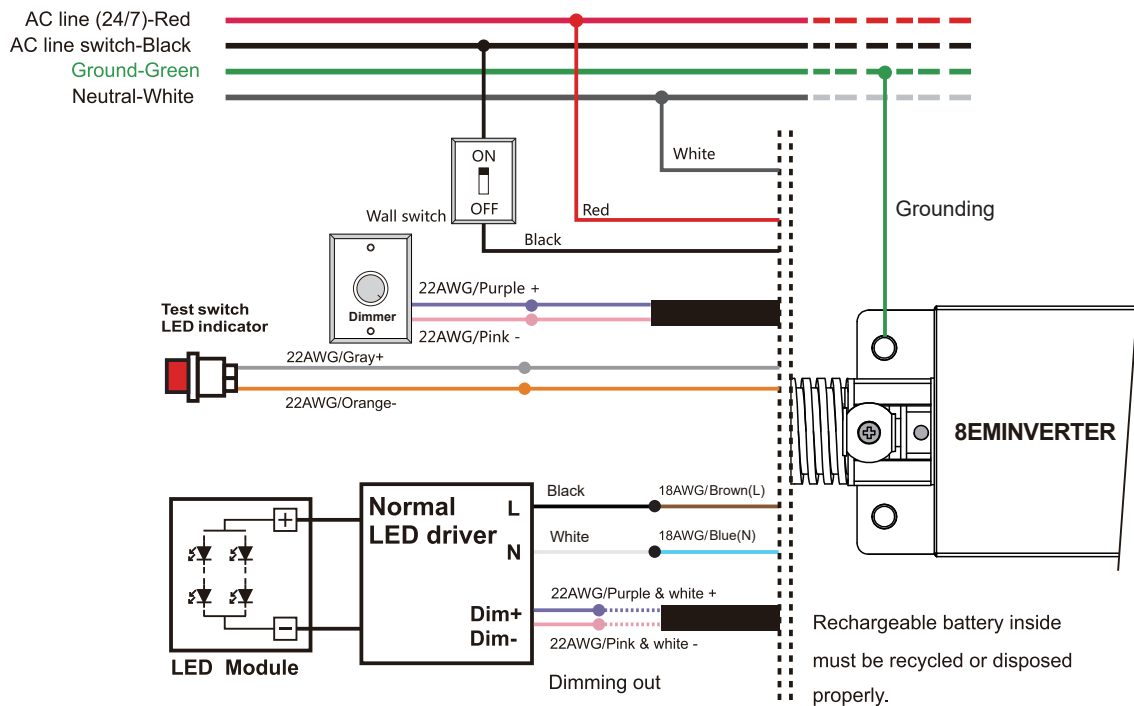 AC line (24/7)-Red
AC line switch-Black
Ground-Green
Neutral-White
ON
OFF
Wall switch
White
Red
Black
Grounding
Dimmer
22AWG/Purple +
22AWG/Pink -
Test switch
LED indicator
22AWG/Gray+
22AWG/Orange-
8EMINVERTER
Normal
LED driver
L
N
Dim+
Dim-
Black
18AWG/Brown(L)
White
18AWG/Blue(N)
22AWG/Purple & white +
22AWG/Pink & white -
Dimming out
+
−
LED Module
Rechargeable battery inside
must be recycled or disposed
properly.